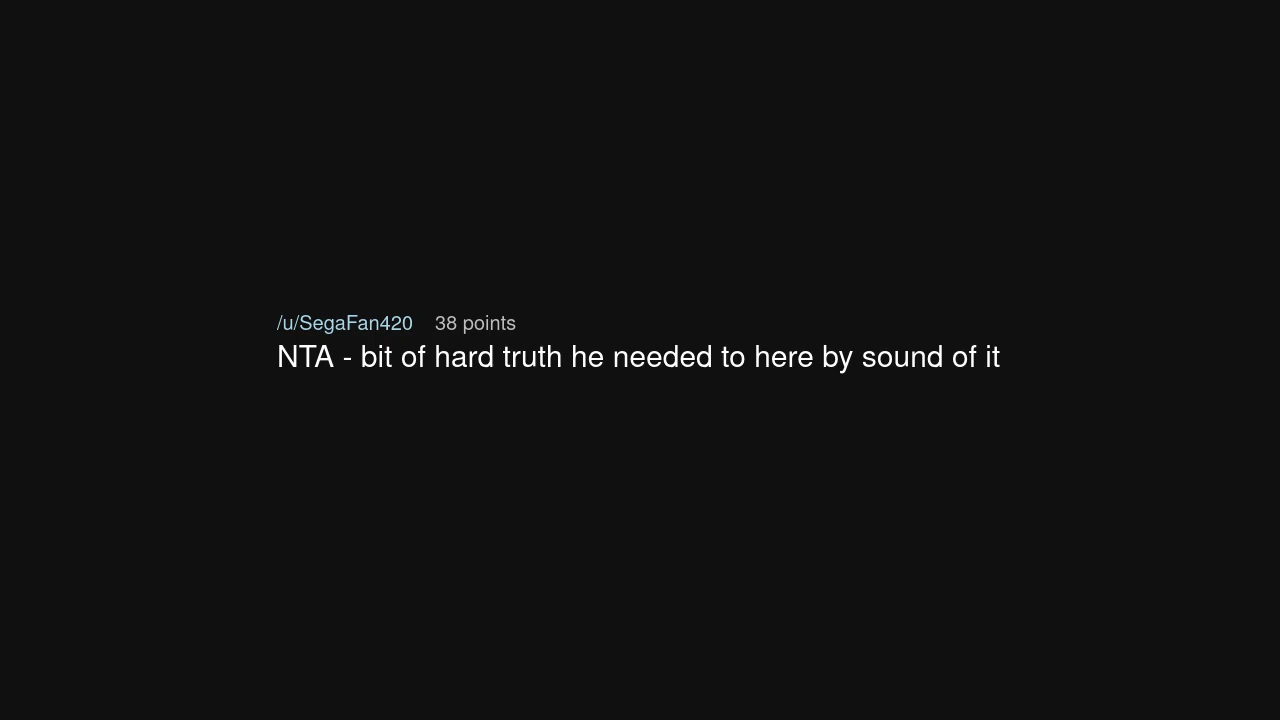 /u/SegaFan420 38 points
NTA - bit of hard truth he needed to here by sound of it